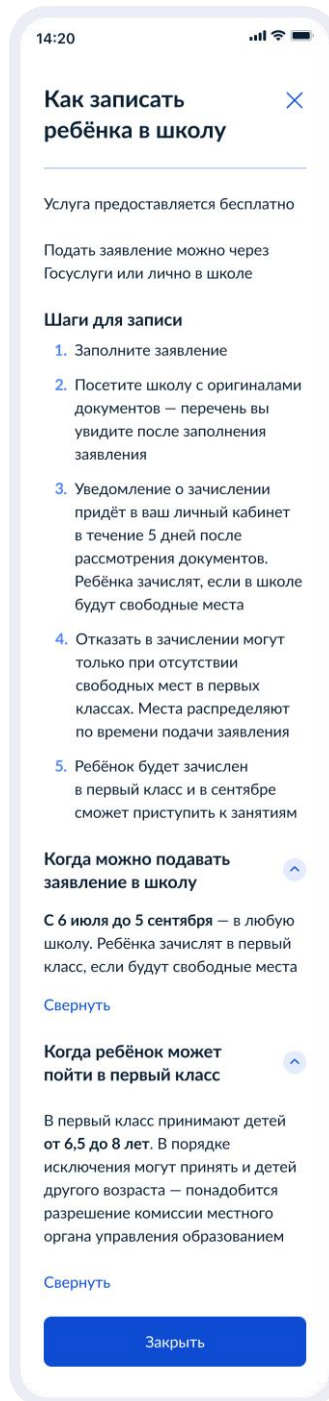 14:20
Как записать
ребёнка в школу
Услуга предоставляется бесплатно
Подать заявление можно через
Госуслуги или лично в школе
Шаги для записи
1. Заполните заявление
2. Посетите школу с оригиналами
документов — перечень вы
увидите после заполнения
заявления
3. Уведомление о зачислении
придёт в ваш личный кабинет
в течение 5 дней после
рассмотрения документов.
Ребёнка зачислят, если в школе
будут свободные места
4. Отказать в зачислении могут
только при отсутствии
свободных мест в первых
классах. Места распределяют
по времени подачи заявления
5. Ребёнок будет зачислен
в первый класс и в сентябре
сможет приступить к занятиям
Когда можно подавать
заявление в школу
С 6 июля до 5 сентября — в любую
школу. Ребёнка зачислят в первый
класс, если будут свободные места
Свернуть
Когда ребёнок может
пойти в первый класс
В первый класс принимают детей
от 6,5 до 8 лет. В порядке
исключения могут принять и детей
другого возраста — понадобится
разрешение комиссии местного
органа управления образованием
Свернуть
Закрыть